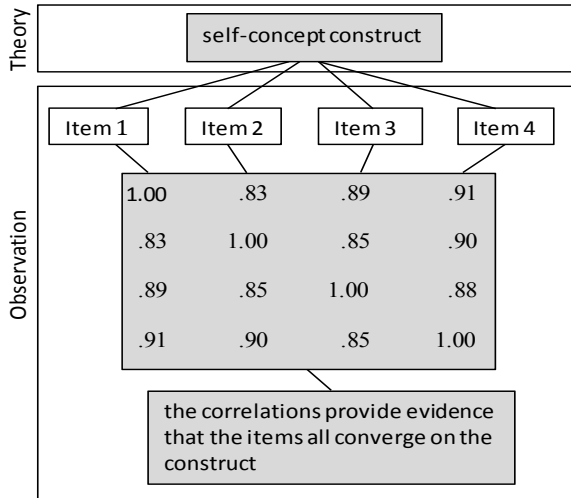 Theory
self-concept construct
Observation
Item 1 Item 2 Item 3 Item 4
1.00 .83 .89 .91
.83 1.00 .85 .90
.89 .85 1.00 .88
.91 .90 .85 1.00
the correlations provide evidence
that the items all converge on the
construct